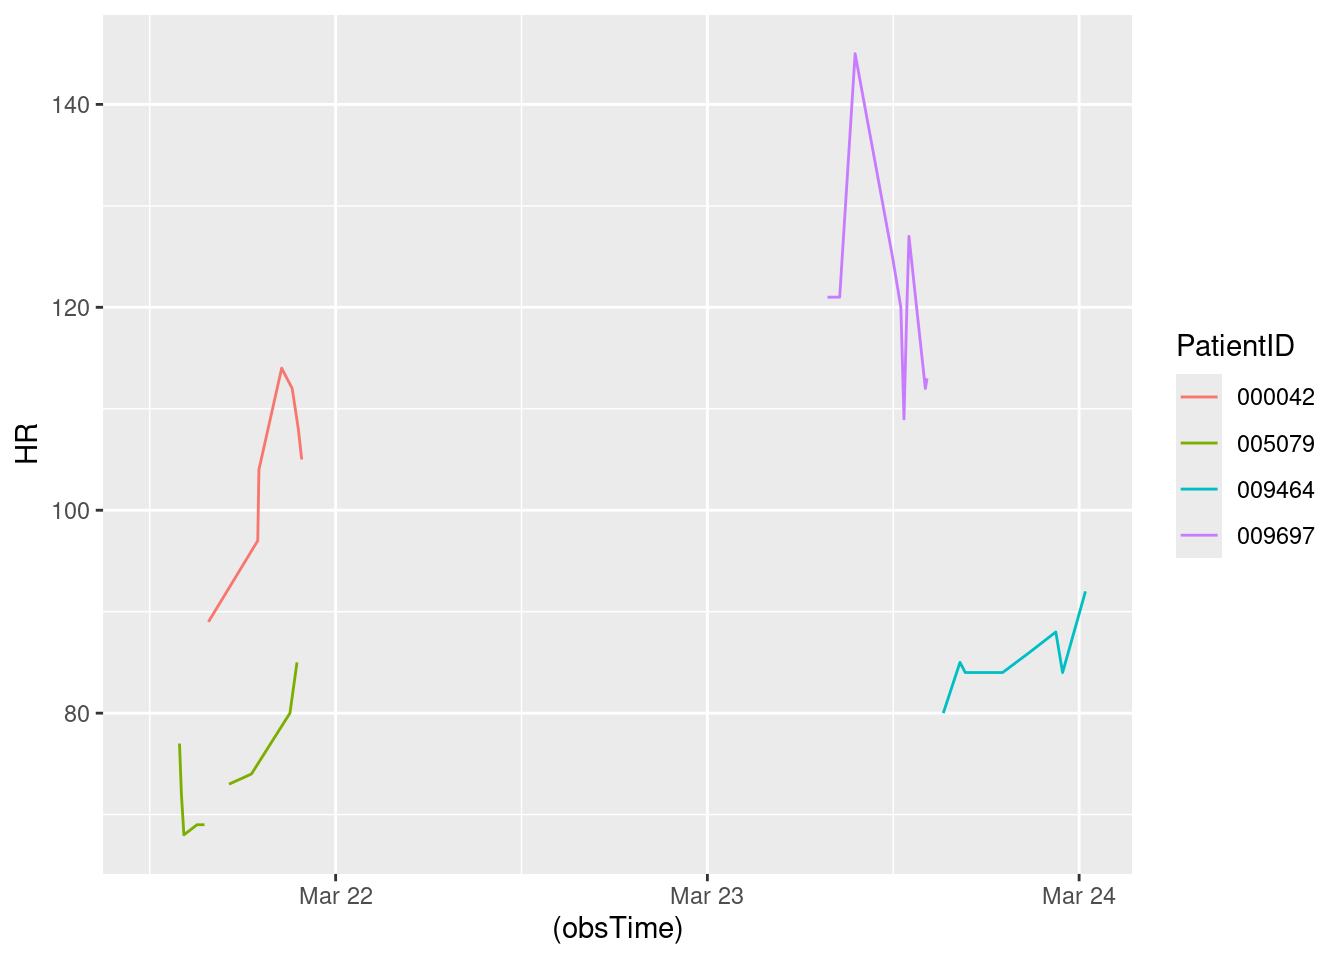 140
120
100
80
HR
Mar 22
Mar 23
Mar 24
(obsTime)
PatientID
000042
005079
009464
009697